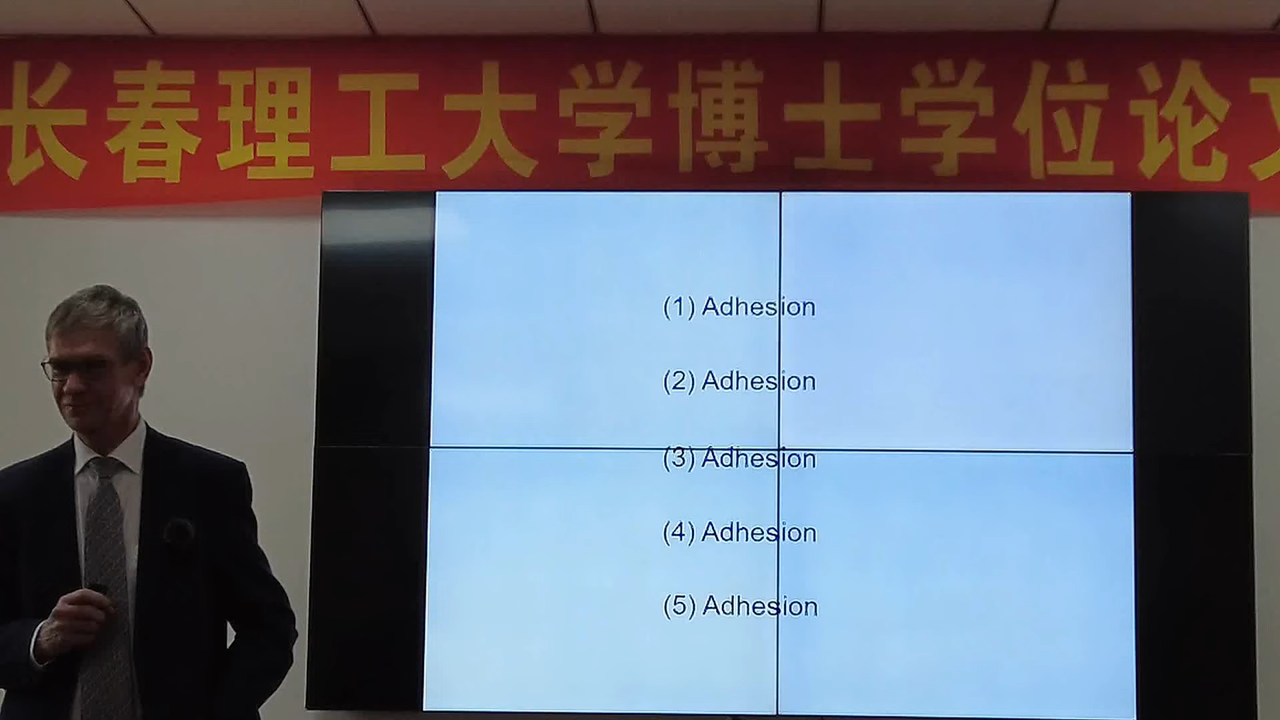 长春理工大学博士学位论
(1) Adhesion
(2) Adhesion
(3) Adhesion
(4) Adhesion
(5) Adhesion